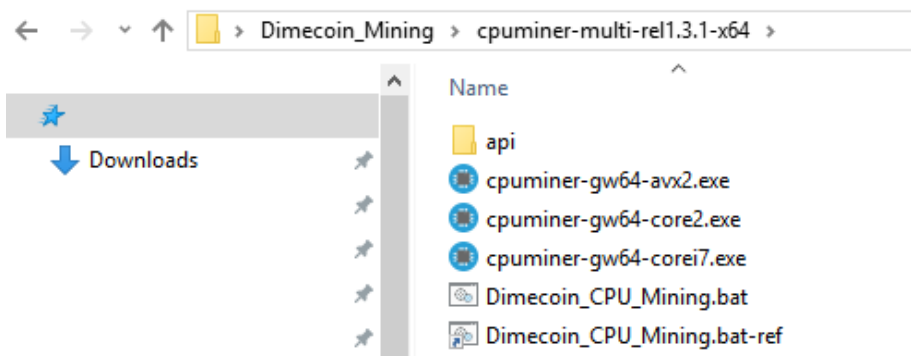 Dimecoin_Mining > cpuminer-multi-rel1.3.1-x64 >
Name
api
Downloads
cpuminer-gw64-avx2.exe
cpuminer-gw64-core2.exe
cpuminer-gw64-corei7.exe
Dimecoin_CPU_Mining.bat
Dimecoin_CPU_Mining.bat-ref